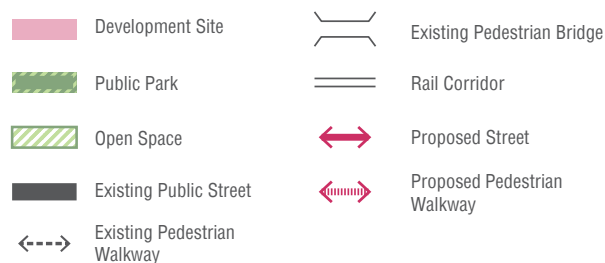 Development Site
Public Park
Open Space
Existing Public Street
Existing Pedestrian
Walkway
Existing Pedestrian Bridge
Rail Corridor
Proposed Street
Proposed Pedestrian
Walkway